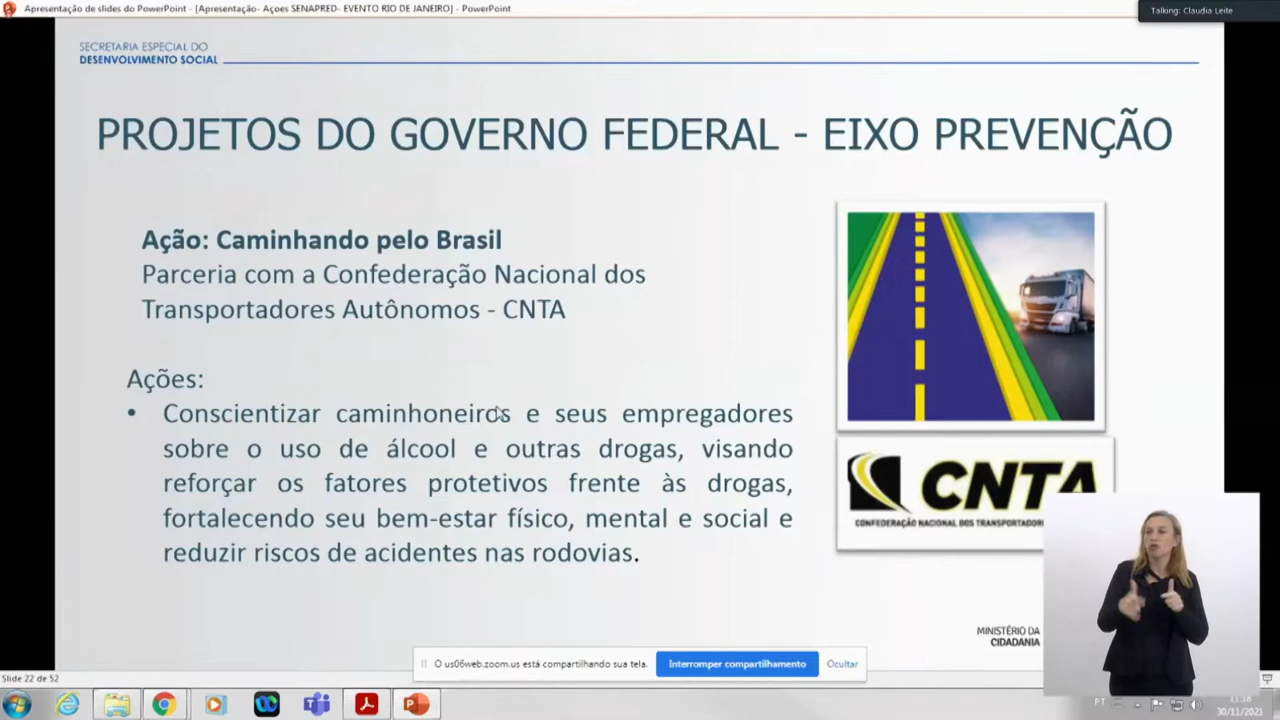 Apresentação de slides do PowerPoint - [Apresentação- Açoes SENAPRED- EVENTO RIO DE JANEIRO] - PowerPoint
Talking: Claudia Leite
SECRETARIA ESPECIAL DO
DESENVOLVIMENTO SOCIAL
PROJETOS DO GOVERNO FEDERAL - EIXO PREVENÇÃO
Ação: Caminhando pelo Brasil
Parceria com a Confederação Nacional dos
Transportadores Autônomos - CNTA
Ações:
• Conscientizar caminhoneiros e seus empregadores
sobre o uso de álcool e outras drogas, visando
reforçar os fatores protetivos frente às drogas,
fortalecendo seu bem-estar físico, mental e social e
reduzir riscos de acidentes nas rodovias.
CNTA
CONFEDERAÇÃO NACIONAL DOS
MINISTÉRIO DA
CIDADANIA
O us06web.zoom.us está compartilhando sua tela.
Interromper compartilhamento
Ocultar
Slide 22 de 52
PT
11:18
30/11/2021